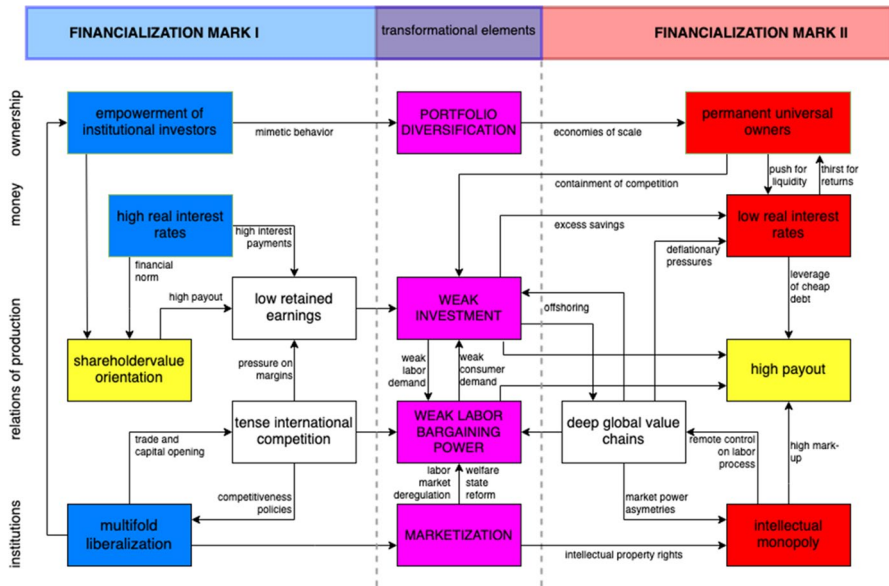 FINANCIALIZATION MARK I
transformational elements
FINANCIALIZATION MARK II
ownership
empowerment of
institutional investors
mimetic behavior
PORTFOLIO
DIVERSIFICATION
economies of scale
permanent universal
owners
containment of competition
push for
liquidity
thirst for
returns
money
high real interest
rates
high interest
payments
excess savings
low real interest
rates
deflationary
pressures
financial
norm
leverage
of cheap
debt
relations of production
high payout
low retained
earnings
WEAK
INVESTMENT
offshoring
shareholdervalue
orientation
pressure on
margins
weak
labor
demand
weak
consumer
demand
high payout
trade and
capital opening
tense international
competition
WEAK LABOR
BARGAINING
POWER
deep global value
chains
remote control
on labor
process
high mark-
up
competitiveness
policies
labor
market
deregulation
welfare
state
reform
market power
asymetries
institutions
multifold
liberalization
MARKETIZATION
intellectual property rights
intellectual
monopoly